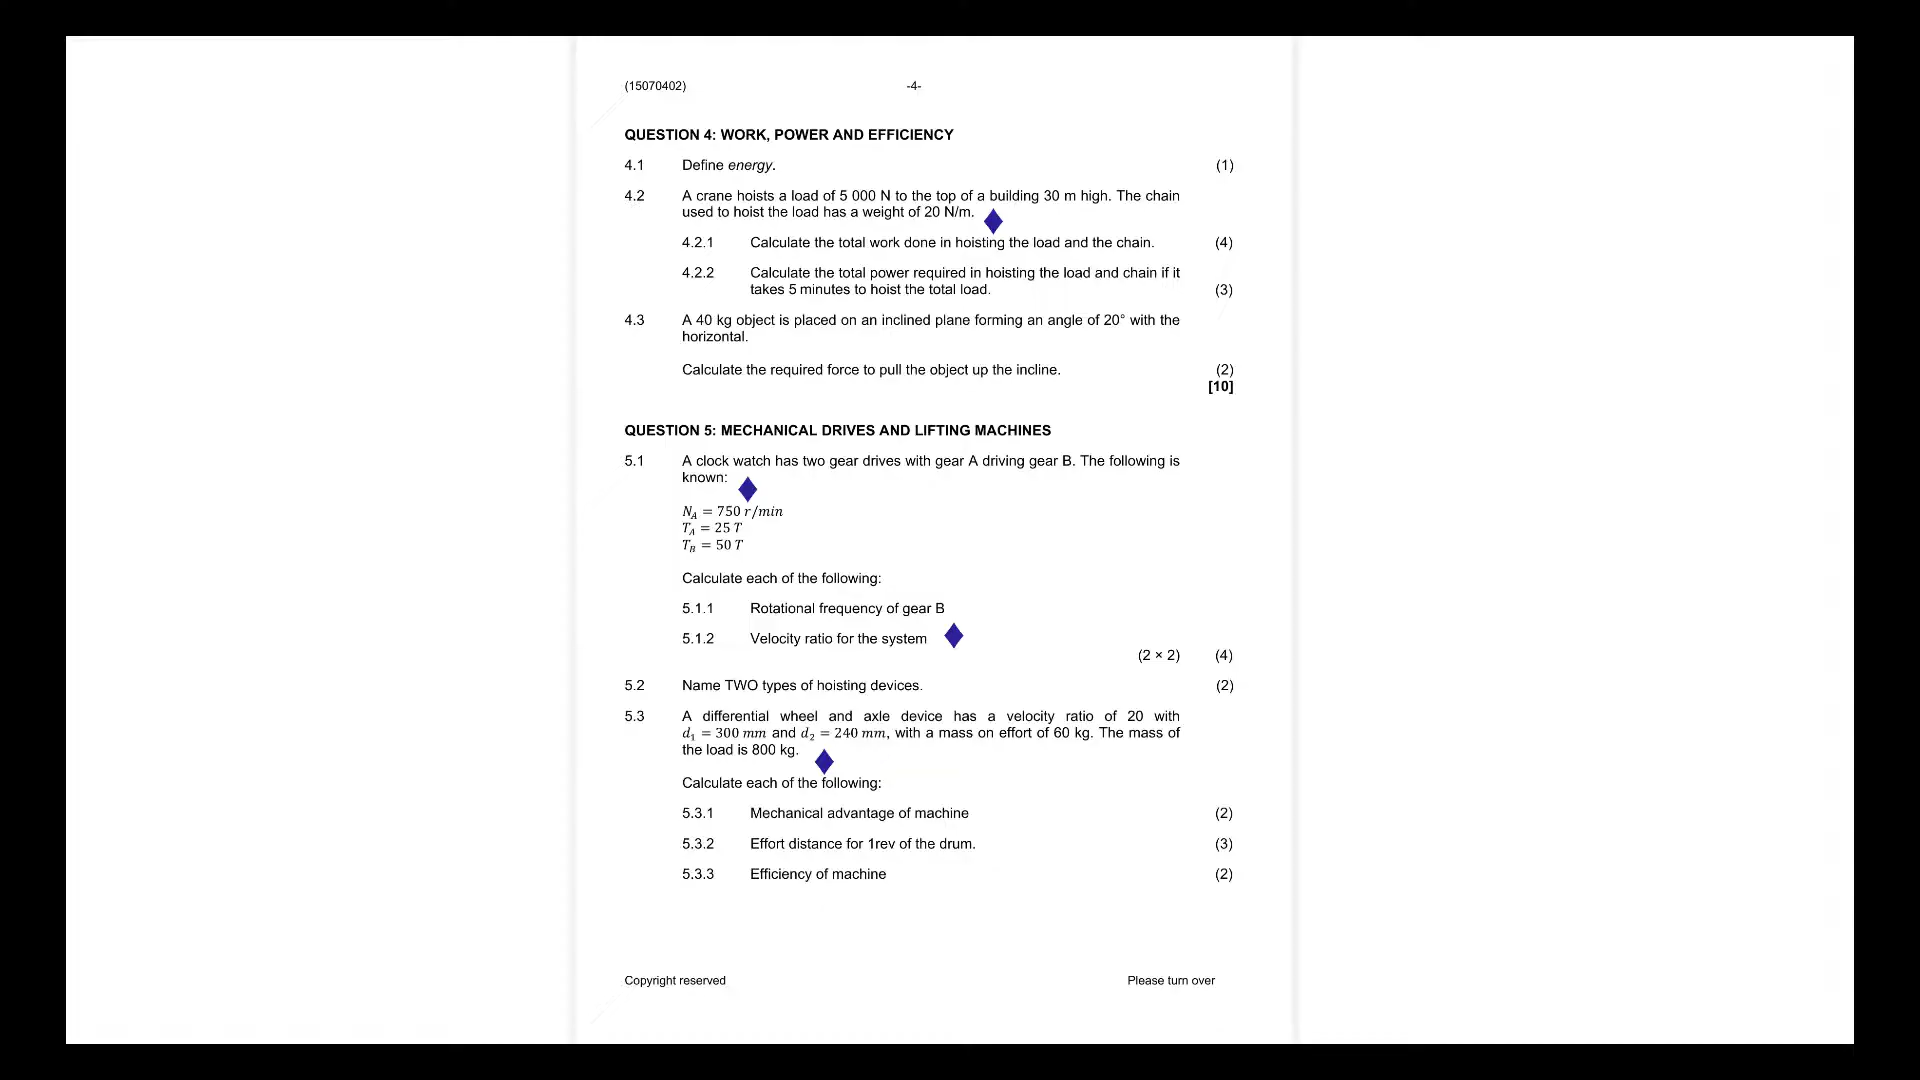 (15070402) -4-
QUESTION 4: WORK, POWER AND EFFICIENCY
4.1 Define energy. (1)
4.2 A crane hoists a load of 5 000 N to the top of a building 30 m high. The chain
used to hoist the load has a weight of 20 N/m.
4.2.1 Calculate the total work done in hoisting the load and the chain. (4)
4.2.2 Calculate the total power required in hoisting the load and chain if it
takes 5 minutes to hoist the total load. (3)
4.3 A 40 kg object is placed on an inclined plane forming an angle of 20° with the
horizontal.
Calculate the required force to pull the object up the incline. (2)
[10]
QUESTION 5: MECHANICAL DRIVES AND LIFTING MACHINES
5.1 A clock watch has two gear drives with gear A driving gear B. The following is
known:
N_A = 750 r/min
T_A = 25 T
T_B = 50 T
Calculate each of the following:
5.1.1 Rotational frequency of gear B
5.1.2 Velocity ratio for the system
(2 × 2) (4)
5.2 Name TWO types of hoisting devices. (2)
5.3 A differential wheel and axle device has a velocity ratio of 20 with
d₁ = 300 mm and d₂ = 240 mm, with a mass on effort of 60 kg. The mass of
the load is 800 kg.
Calculate each of the following:
5.3.1 Mechanical advantage of machine (2)
5.3.2 Effort distance for 1rev of the drum. (3)
5.3.3 Efficiency of machine (2)
Copyright reserved Please turn over